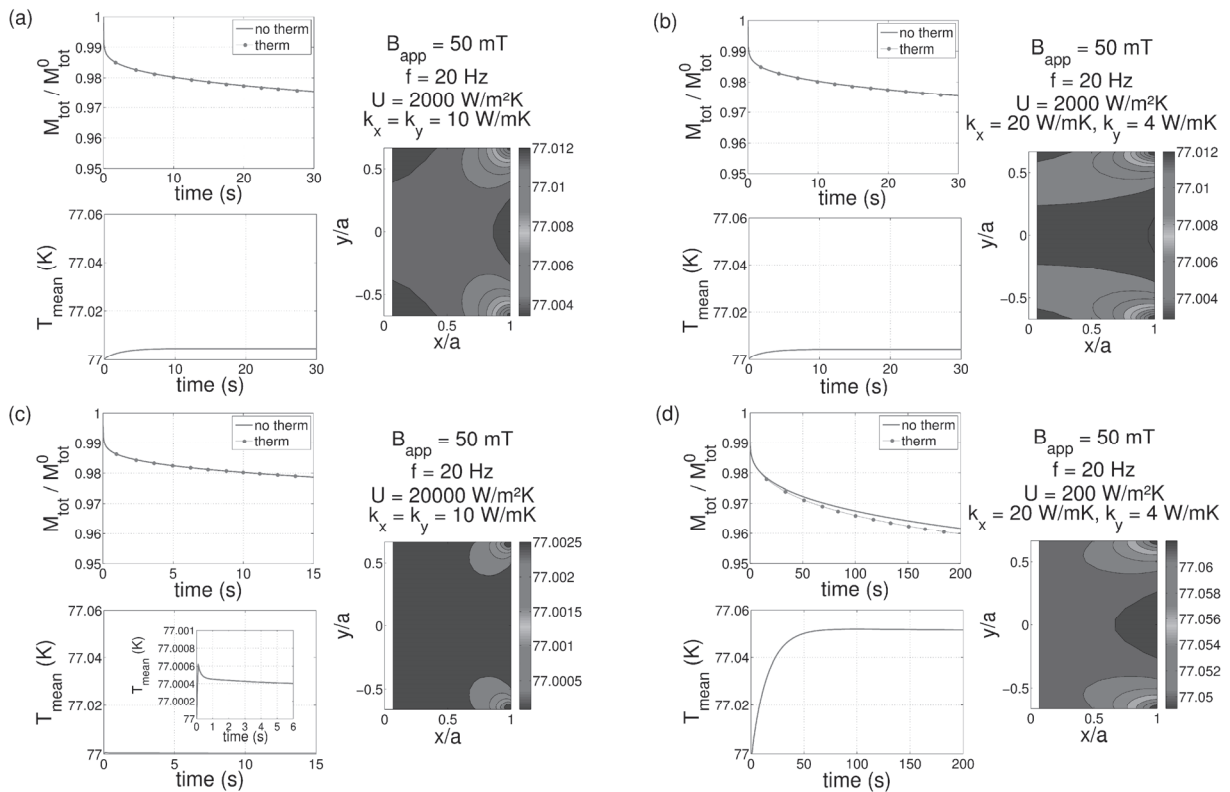 (a)
1
0.99
0.98
0.97
0.96
0.95
M_tot / M^0_tot
no therm
therm
0 10 20 30
time (s)
77.06
77.04
77.02
77
T_mean (K)
0 10 20 30
time (s)
B_app = 50 mT
f = 20 Hz
U = 2000 W/m²K
k_x = k_y = 10 W/mK
0.5
0
−0.5
y/a
0 0.5 1
x/a
77.012
77.01
77.008
77.006
77.004
(b)
1
0.99
0.98
0.97
0.96
0.95
M_tot / M^0_tot
no therm
therm
0 10 20 30
time (s)
77.06
77.04
77.02
77
T_mean (K)
0 10 20 30
time (s)
B_app = 50 mT
f = 20 Hz
U = 2000 W/m²K
k_x = 20 W/mK, k_y = 4 W/mK
0.5
0
−0.5
y/a
0 0.5 1
x/a
77.012
77.01
77.008
77.006
77.004
(c)
1
0.99
0.98
0.97
0.96
0.95
M_tot / M^0_tot
no therm
therm
0 5 10 15
time (s)
77.06
77.04
77.02
77
T_mean (K)
77.001
77.0008
77.0006
77.0004
77.0002
77
T_mean (K)
0 1 2 3 4 5 6
time (s)
0 5 10 15
time (s)
B_app = 50 mT
f = 20 Hz
U = 20000 W/m²K
k_x = k_y = 10 W/mK
0.5
0
−0.5
y/a
0 0.5 1
x/a
77.0025
77.002
77.0015
77.001
77.0005
(d)
1
0.99
0.98
0.97
0.96
0.95
M_tot / M^0_tot
no therm
therm
0 50 100 150 200
time (s)
77.06
77.04
77.02
77
T_mean (K)
0 50 100 150 200
time (s)
B_app = 50 mT
f = 20 Hz
U = 200 W/m²K
k_x = 20 W/mK, k_y = 4 W/mK
0.5
0
−0.5
y/a
0 0.5 1
x/a
77.06
77.058
77.056
77.054
77.052
77.05